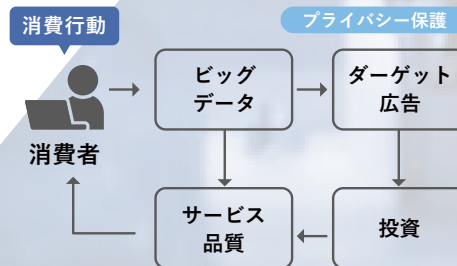 消費行動
プライバシー保護
ビッグ
データ
ダーゲット
広告
消費者
サービス
品質
投資